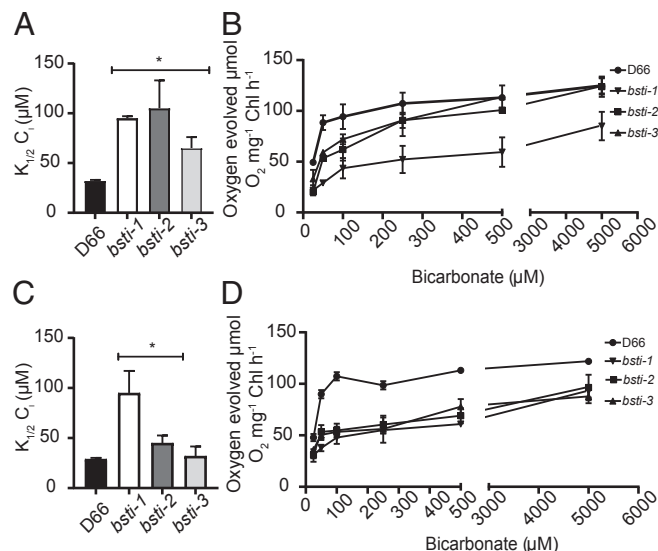 A
K1/2 Ci (µM)
150
100
50
0
*
D66
bsti-1
bsti-2
bsti-3
B
Oxygen evolved µmol
O2 mg-1 Chl h-1
150
100
50
0
0
100
200
300
400
500
3000
4000
5000
6000
Bicarbonate (µM)
D66
bsti-1
bsti-2
bsti-3
C
K1/2 Ci (µM)
150
100
50
0
*
D66
bsti-1
bsti-2
bsti-3
D
Oxygen evolved µmol
O2 mg-1 Chl h-1
150
100
50
0
0
100
200
300
400
500
3000
4000
5000
6000
Bicarbonate (µM)
D66
bsti-1
bsti-2
bsti-3